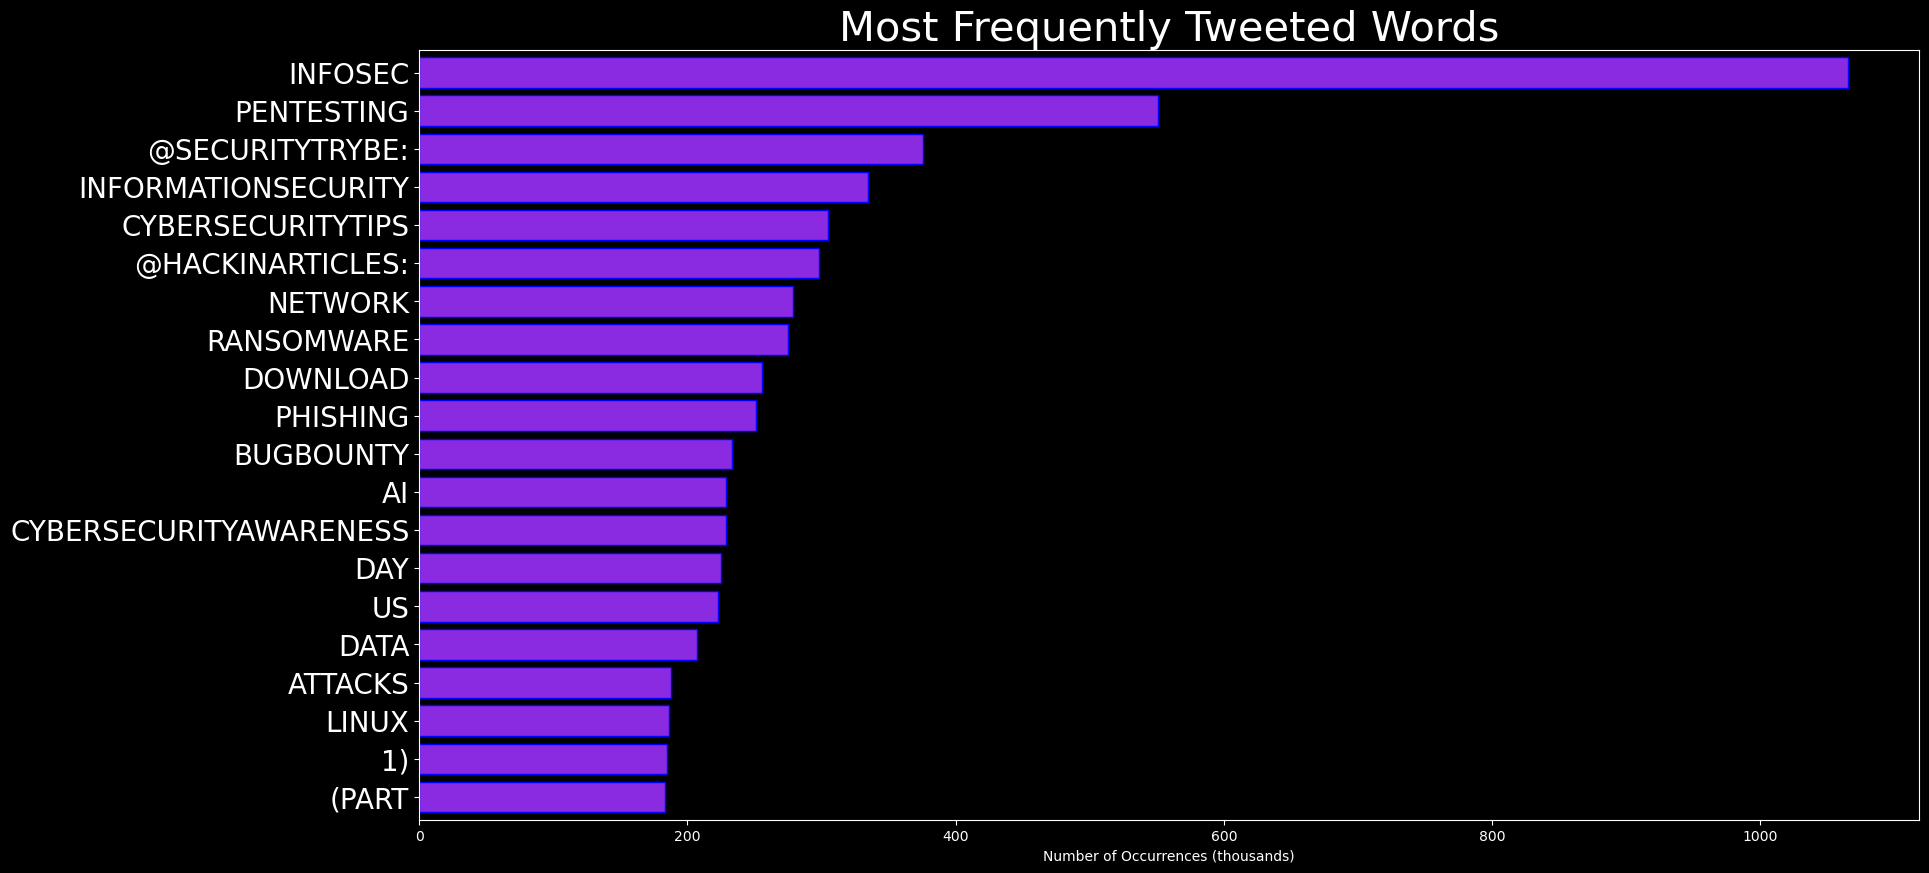 Most Frequently Tweeted Words
INFOSEC
PENTESTING
@SECURITYTRYBE:
INFORMATIONSECURITY
CYBERSECURITYTIPS
@HACKINARTICLES:
NETWORK
RANSOMWARE
DOWNLOAD
PHISHING
BUGBOUNTY
AI
CYBERSECURITYAWARENESS
DAY
US
DATA
ATTACKS
LINUX
1)
(PART
0 200 400 600 800 1000
Number of Occurrences (thousands)